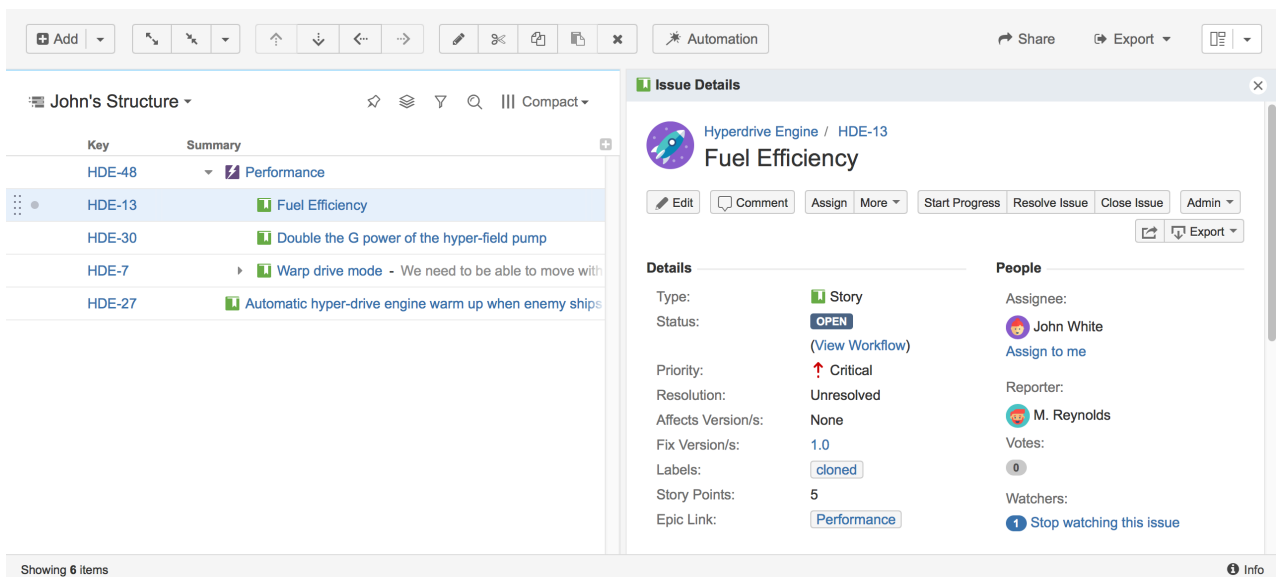 Add
Automation
Share
Export
John's Structure
Compact
Key Summary
HDE-48 Performance
HDE-13 Fuel Efficiency
HDE-30 Double the G power of the hyper-field pump
HDE-7 Warp drive mode - We need to be able to move with
HDE-27 Automatic hyper-drive engine warm up when enemy ships
Issue Details
Hyperdrive Engine / HDE-13
Fuel Efficiency
Edit Comment Assign More Start Progress Resolve Issue Close Issue Admin
Export
Details
Type: Story
Status: OPEN
(View Workflow)
Priority: Critical
Resolution: Unresolved
Affects Version/s: None
Fix Version/s: 1.0
Labels: cloned
Story Points: 5
Epic Link: Performance
People
Assignee:
John White
Assign to me
Reporter:
M. Reynolds
Votes:
0
Watchers:
1 Stop watching this issue
Showing 6 items
Info